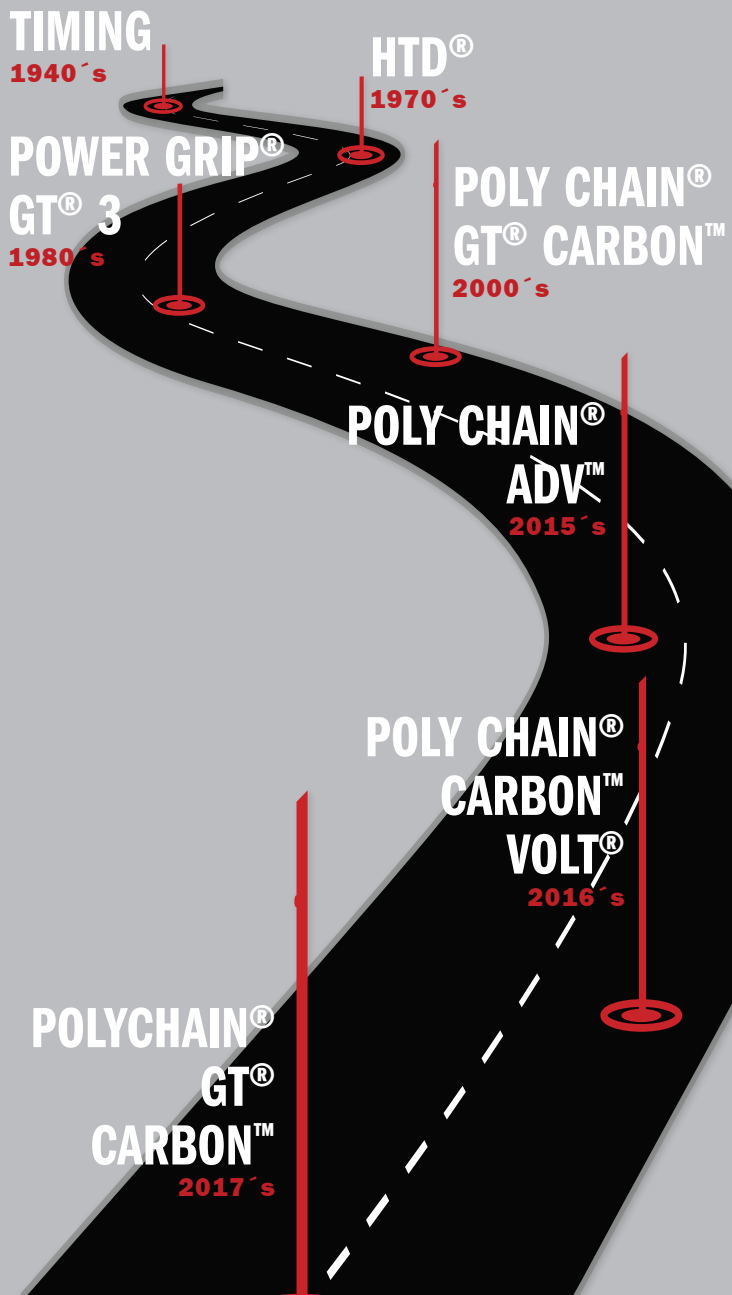 TIMING
1940´s
HTD®
1970´s
POWER GRIP®
GT® 3
1980´s
POLY CHAIN®
GT® CARBON™
2000´s
POLY CHAIN®
ADV™
2015´s
POLY CHAIN®
CARBON™
VOLT®
2016´s
POLYCHAIN®
GT®
CARBON™
2017´s